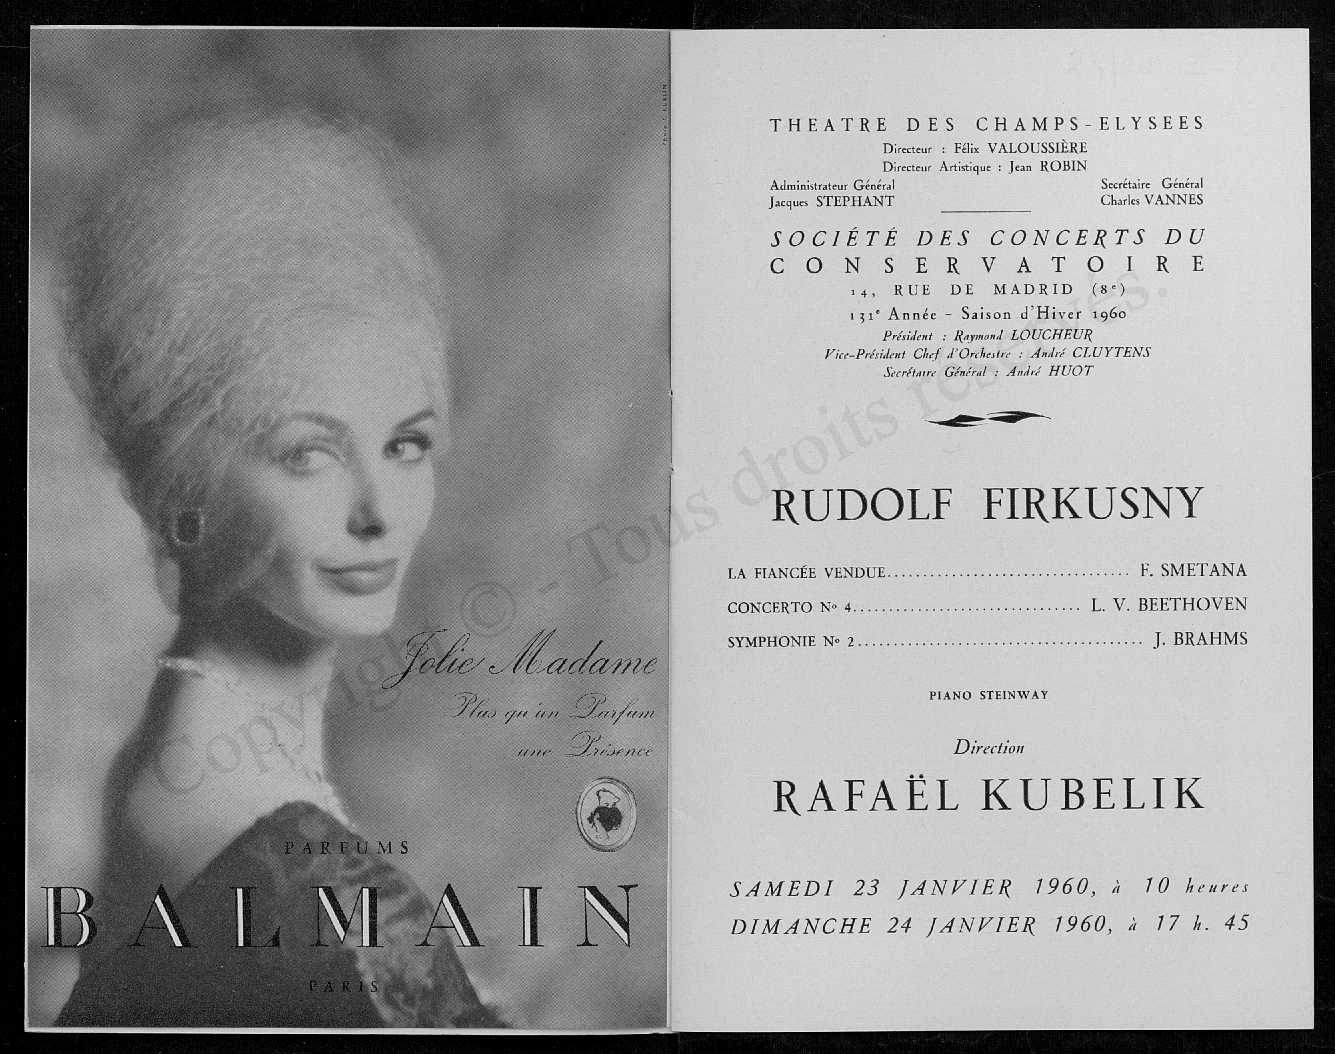 Jolie Madame
Plus qu'un Parfum
une Présence
PARFUMS
BALMAIN
PARIS
THEATRE DES CHAMPS-ELYSEES
Directeur : Félix VALOUSSIÈRE
Directeur Artistique : Jean ROBIN
Administrateur Général Secrétaire Général
Jacques STEPHANT Charles VANNES
SOCIÉTÉ DES CONCERTS DU
CONSERVATOIRE
14, RUE DE MADRID (8e)
131e Année - Saison d'Hiver 1960
Président : Raymond LOUCHEUR
Vice-Président Chef d'Orchestre : André CLUYTENS
Secrétaire Général : André HUOT
RUDOLF FIRKUSNY
LA FIANCÉE VENDUE.................................. F. SMETANA
CONCERTO No 4................................ L. V. BEETHOVEN
SYMPHONIE No 2........................................ J. BRAHMS
PIANO STEINWAY
Direction
RAFAËL KUBELIK
SAMEDI 23 JANVIER 1960, à 10 heures
DIMANCHE 24 JANVIER 1960, à 17 h. 45
Copyright © - Tous droits réservés.